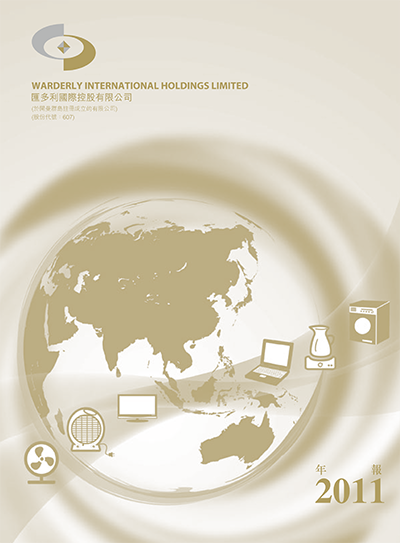 WARDERLY INTERNATIONAL HOLDINGS LIMITED
匯多利國際控股有限公司
(於開曼群島註冊成立的有限公司)
(股份代號：607)
年報
2011